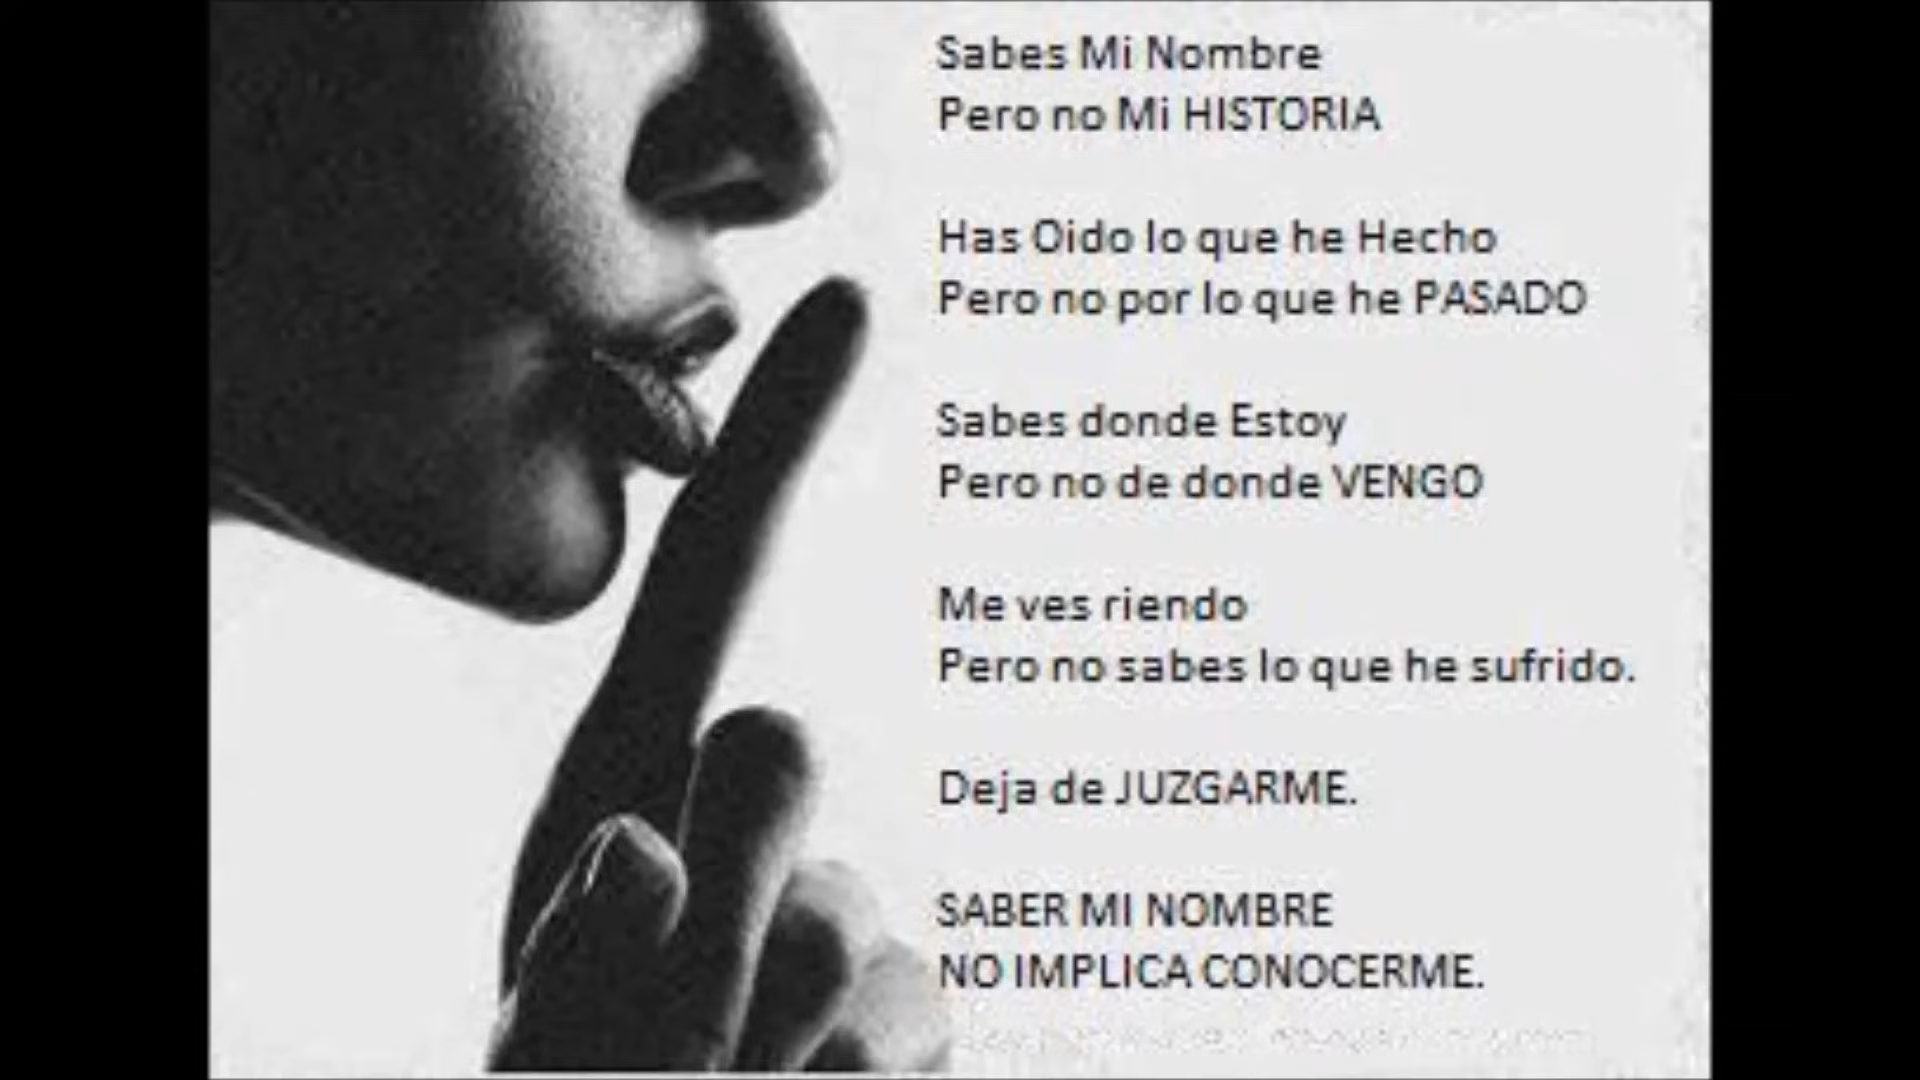 Sabes Mi Nombre
Pero no Mi HISTORIA
Has Oido lo que he Hecho
Pero no por lo que he PASADO
Sabes donde Estoy
Pero no de donde VENGO
Me ves riendo
Pero no sabes lo que he sufrido.
Deja de JUZGARME.
SABER MI NOMBRE
NO IMPLICA CONOCERME.